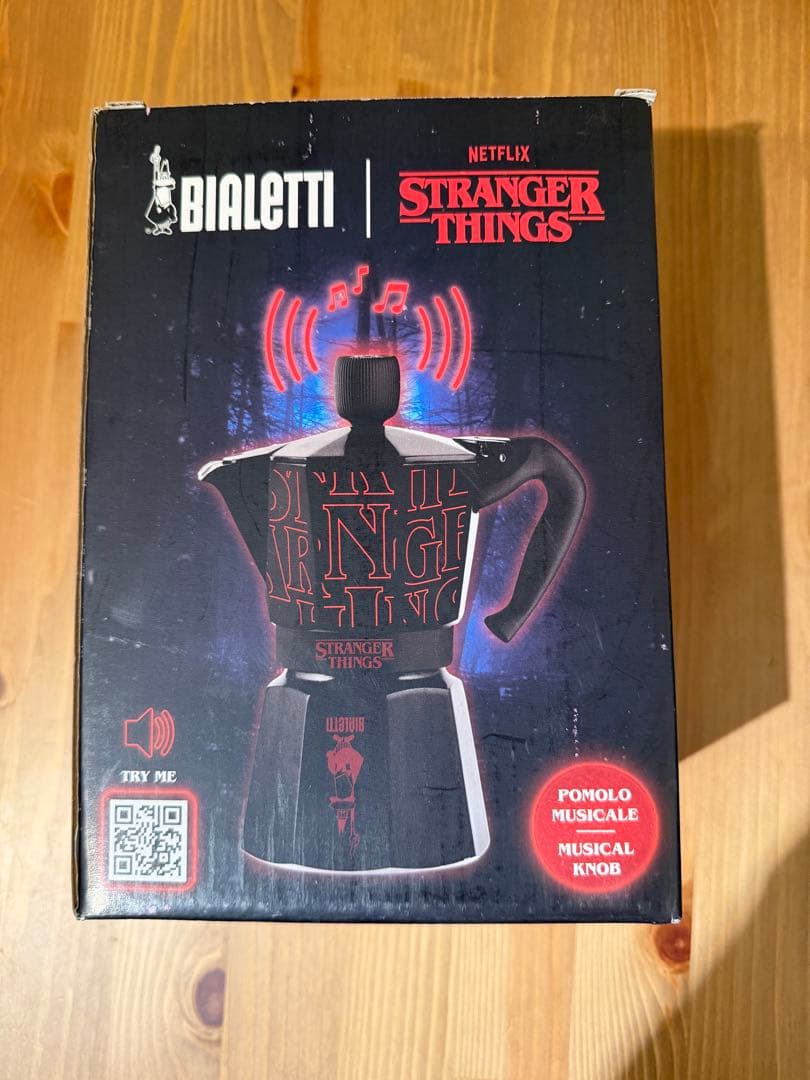 BIALETTI
NETFLIX
STRANGER
THINGS
STRANGER
THINGS
BIALETTI
TRY ME
POMOLO
MUSICALE
MUSICAL
KNOB